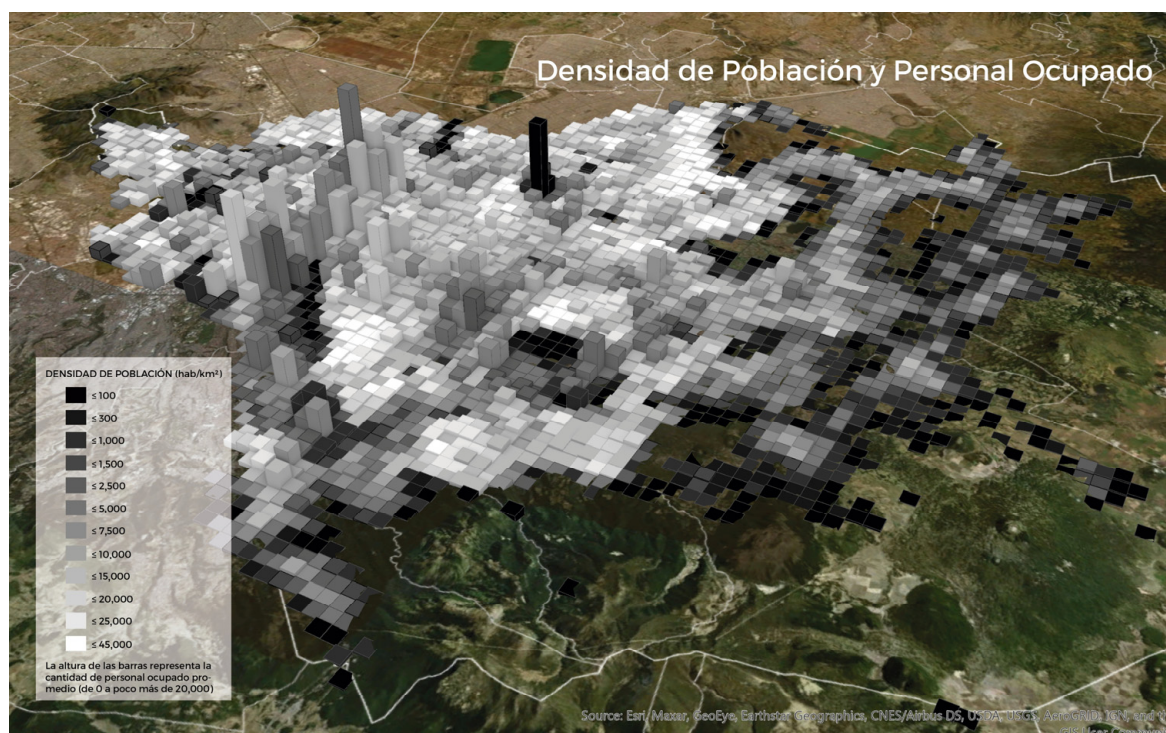 Densidad de Población y Personal Ocupado
DENSIDAD DE POBLACIÓN (hab/km²)
≤ 100
≤ 300
≤ 1,000
≤ 1,500
≤ 2,500
≤ 5,000
≤ 7,500
≤ 10,000
≤ 15,000
≤ 20,000
≤ 25,000
≤ 45,000
La altura de las barras representa la
cantidad de personal ocupado pro-
medio (de 0 a poco más de 20,000)
Source: Esri, Maxar, GeoEye, Earthstar Geographics, CNES/Airbus DS, USDA, USGS, AeroGRID, IGN, and
GIS User